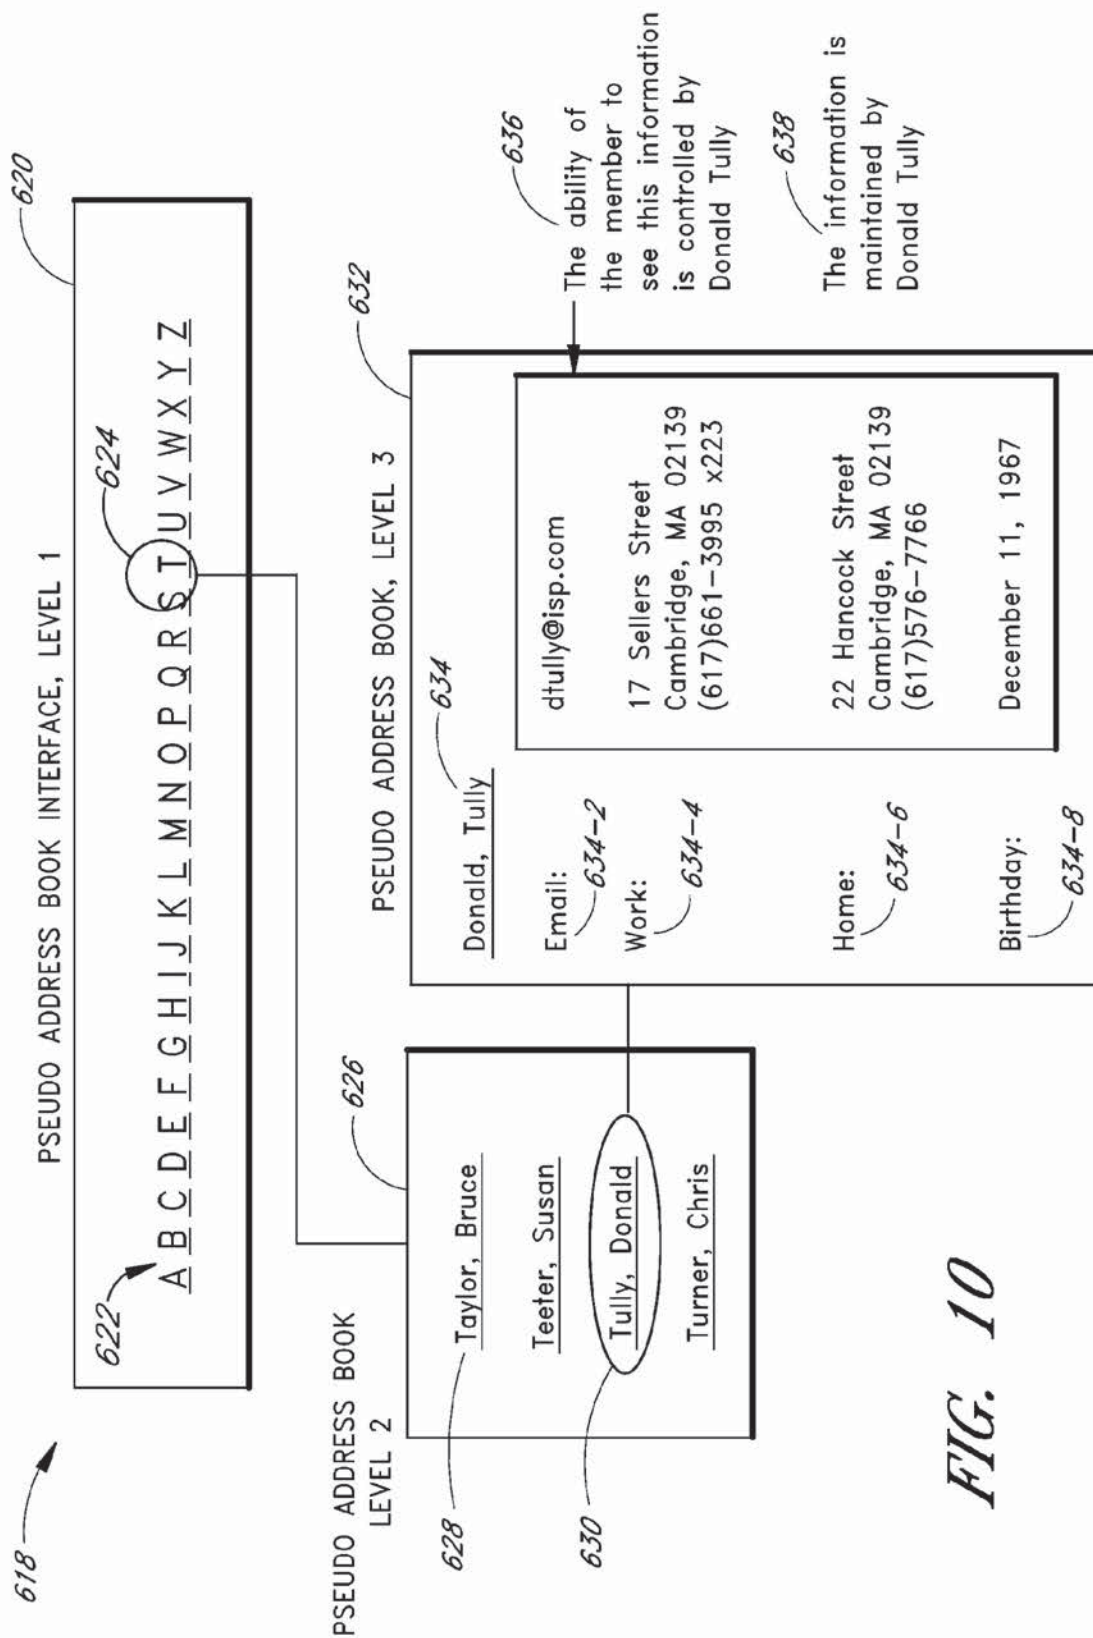 618
PSEUDO ADDRESS BOOK INTERFACE, LEVEL 1
620
622
624
A B C D E F G H I J K L M N O P Q R S T U V W X Y Z
PSEUDO ADDRESS BOOK
LEVEL 2
626
628
Taylor, Bruce
Teeter, Susan
Tully, Donald
630
Turner, Chris
PSEUDO ADDRESS BOOK, LEVEL 3
632
Donald, Tully
634
Email:
634-2
dtully@isp.com
Work:
634-4
17 Sellers Street
Cambridge, MA 02139
(617)661-3995 x223
Home:
634-6
22 Hancock Street
Cambridge, MA 02139
(617)576-7766
Birthday:
634-8
December 11, 1967
636
The ability of
the member to
see this information
is controlled by
Donald Tully
638
The information is
maintained by
Donald Tully
FIG. 10